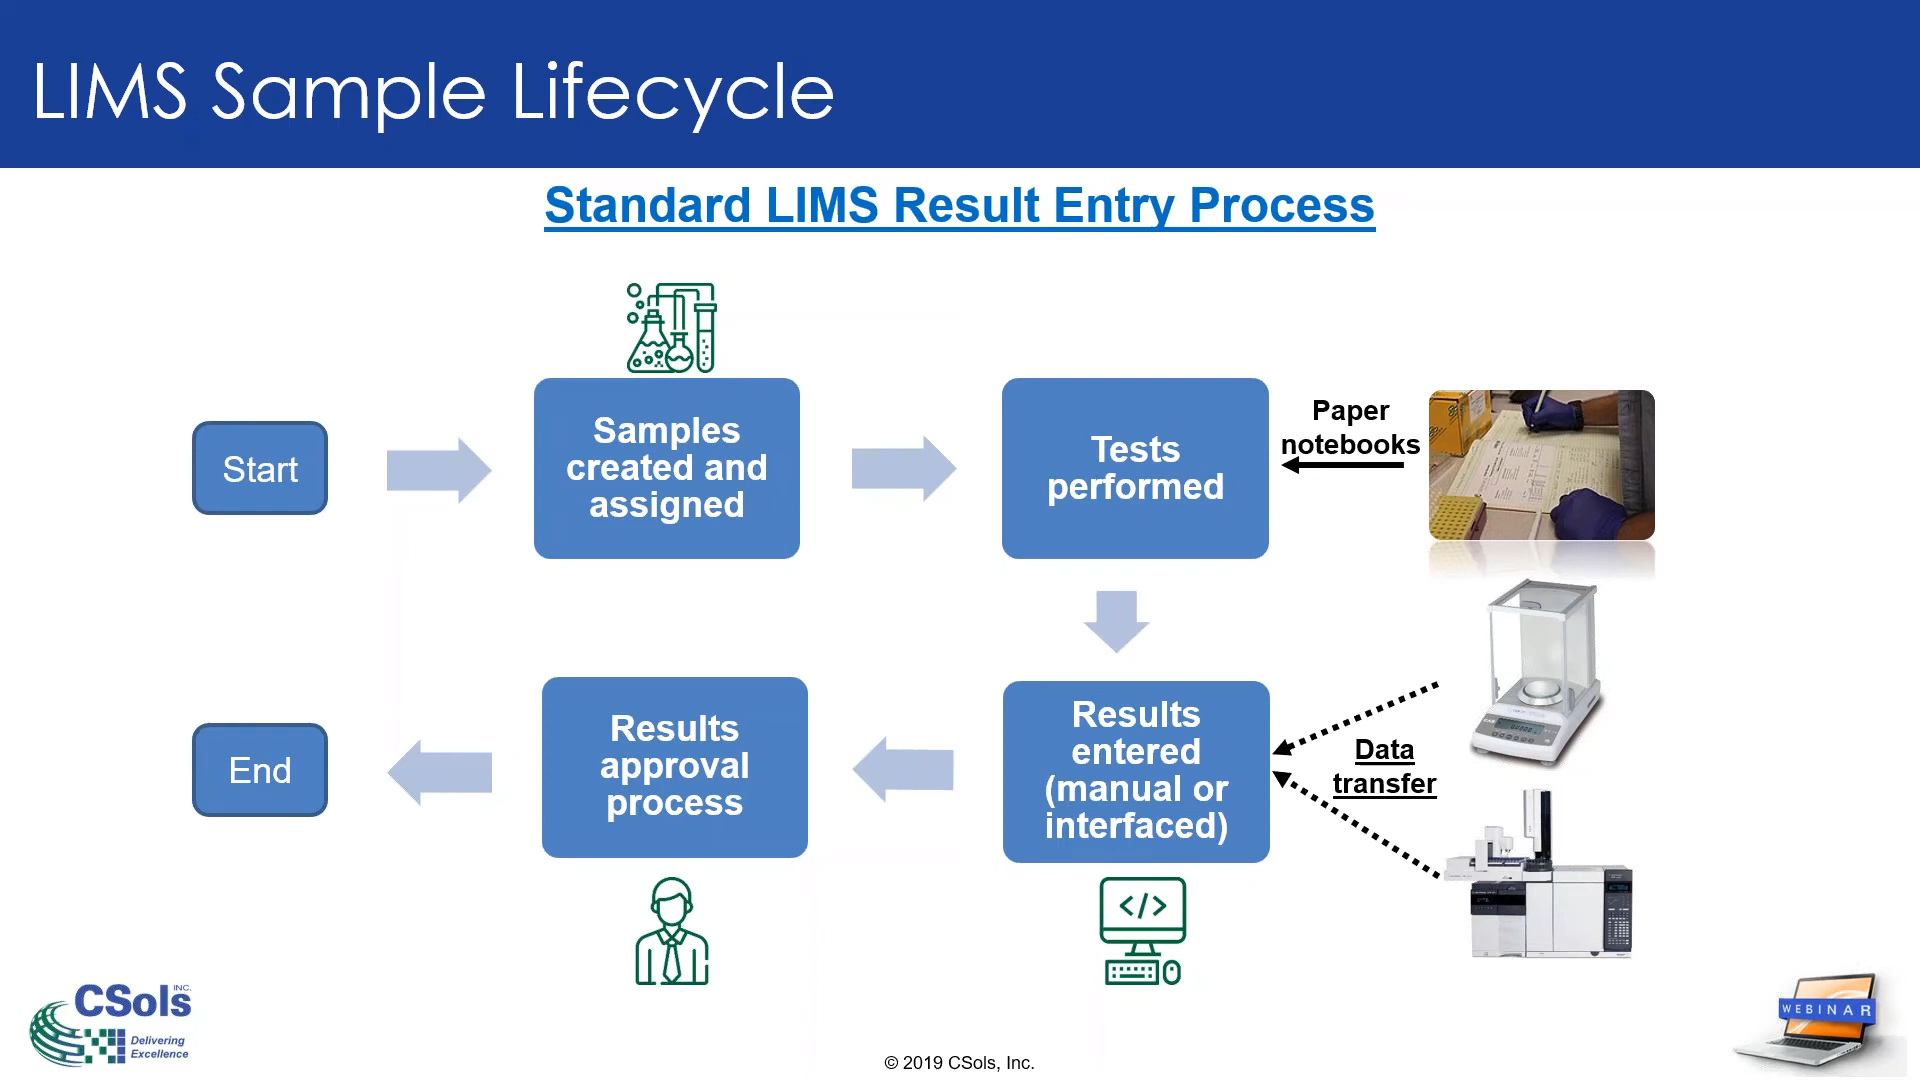 LIMS Sample Lifecycle
Standard LIMS Result Entry Process
Start
Samples
created and
assigned
Tests
performed
Paper
notebooks
Results
entered
(manual or
interfaced)
Data
transfer
Results
approval
process
End
</>
CSols INC.
Delivering
Excellence
© 2019 CSols, Inc.
WEBINAR